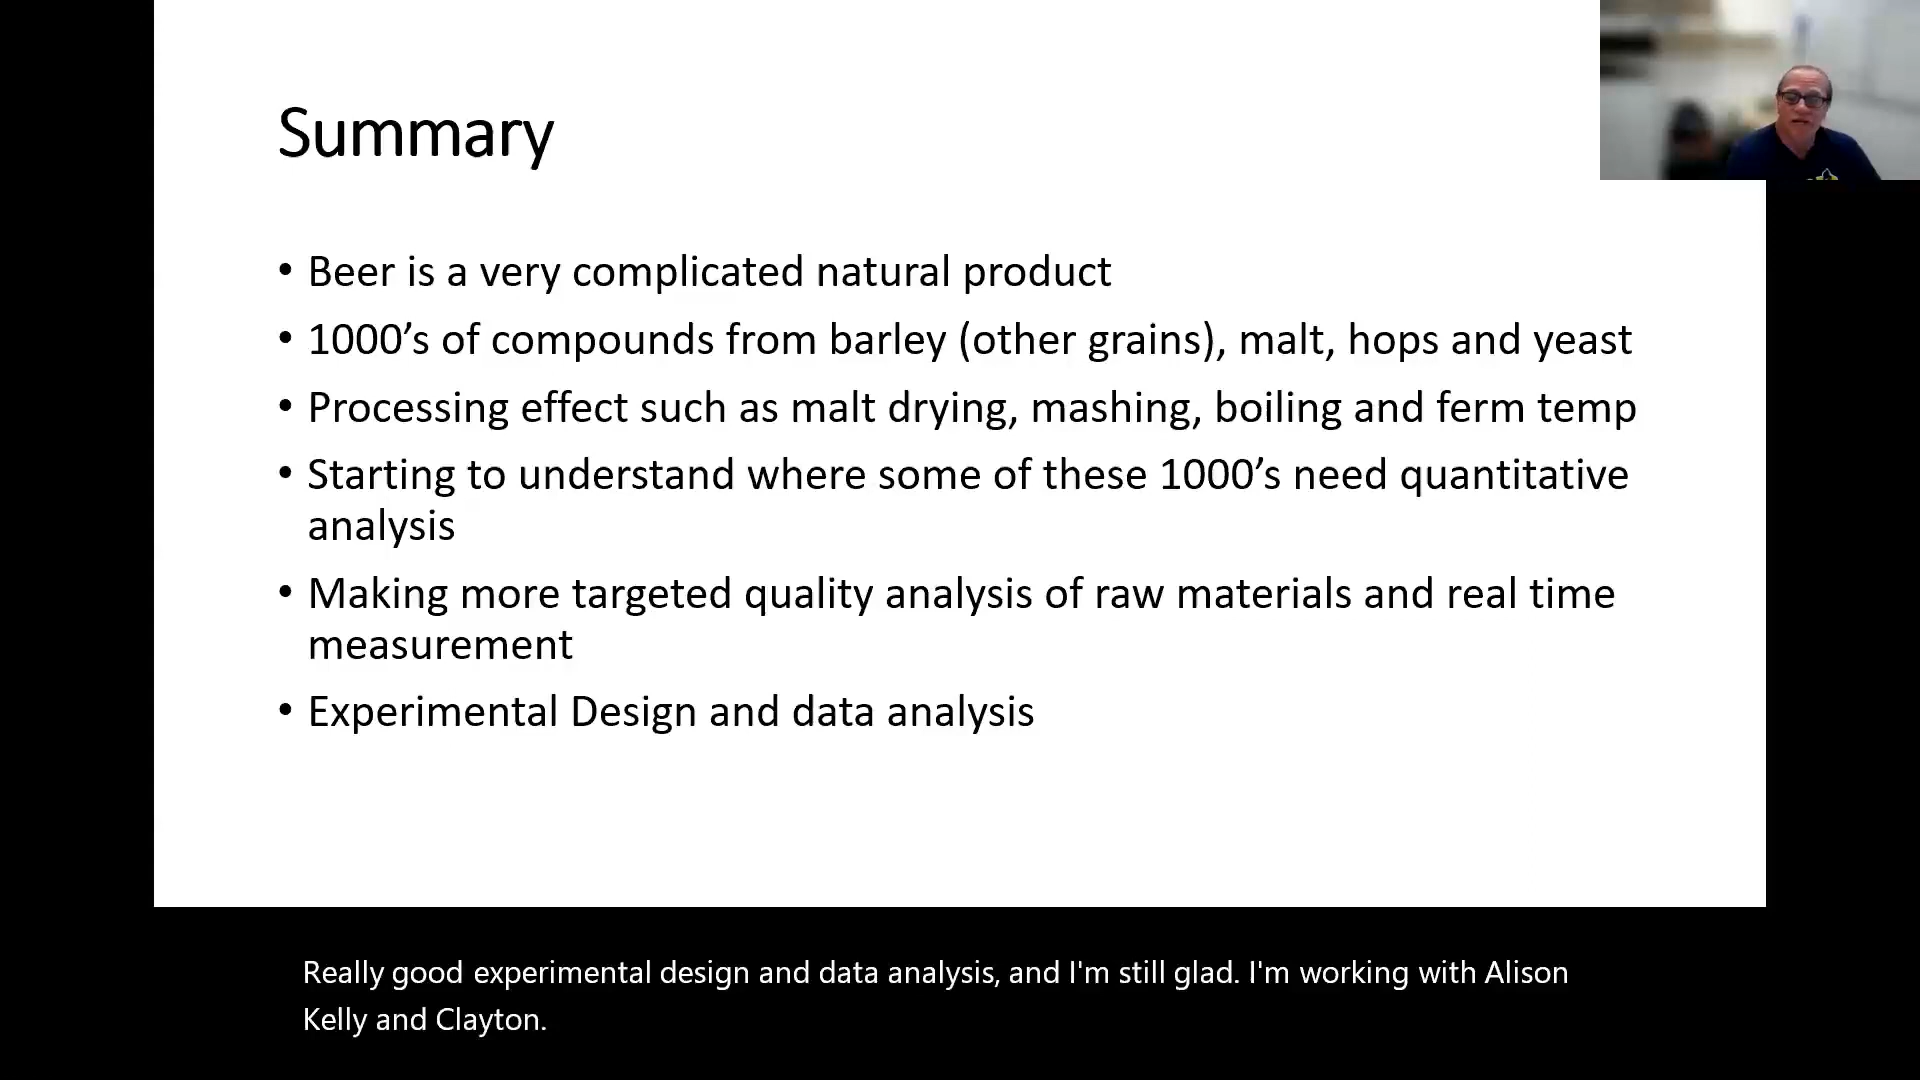 Summary
• Beer is a very complicated natural product
• 1000’s of compounds from barley (other grains), malt, hops and yeast
• Processing effect such as malt drying, mashing, boiling and ferm temp
• Starting to understand where some of these 1000’s need quantitative
analysis
• Making more targeted quality analysis of raw materials and real time
measurement
• Experimental Design and data analysis
Really good experimental design and data analysis, and I'm still glad. I'm working with Alison
Kelly and Clayton.